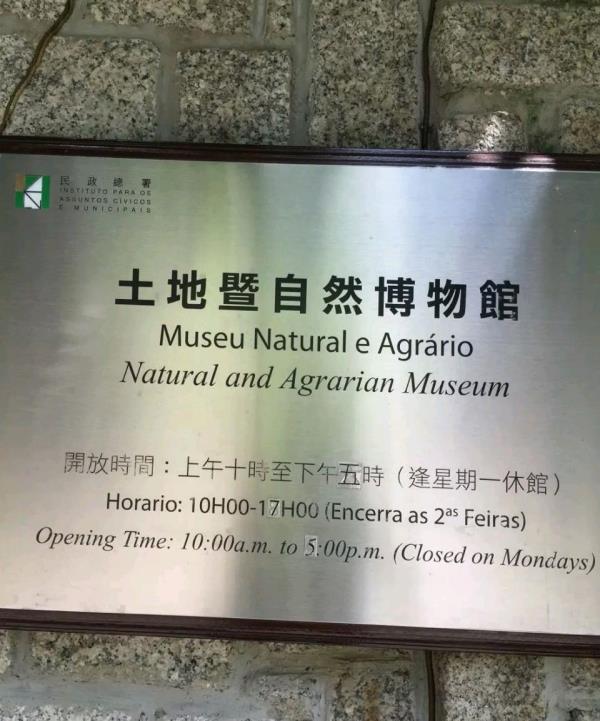 民政總署
INSTITUTO PARA OS
ASSUNTOS CÍVICOS
E MUNICIPAIS
土地暨自然博物館
Museu Natural e Agrário
Natural and Agrarian Museum
開放時間：上午十時至下午五時（逢星期一休館）
Horario: 10H00-17H00 (Encerra as 2ªs Feiras)
Opening Time: 10:00a.m. to 5:00p.m. (Closed on Mondays)